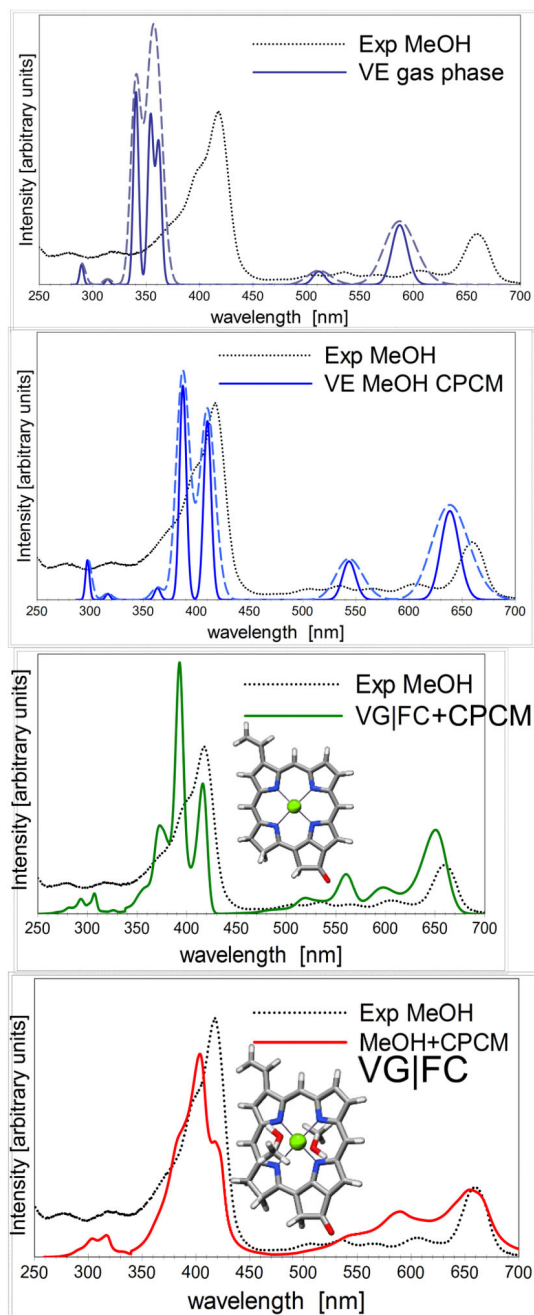 Exp MeOH
VE gas phase
Intensity [arbitrary units]
250 300 350 400 450 500 550 600 650 700
wavelength [nm]
Exp MeOH
VE MeOH CPCM
Intensity [arbitrary units]
250 300 350 400 450 500 550 600 650 700
wavelength [nm]
Exp MeOH
VG|FC+CPCM
Intensity [arbitrary units]
250 300 350 400 450 500 550 600 650 700
wavelength [nm]
Exp MeOH
MeOH+CPCM
VG|FC
Intensity [arbitrary units]
250 300 350 400 450 500 550 600 650 700
wavelength [nm]